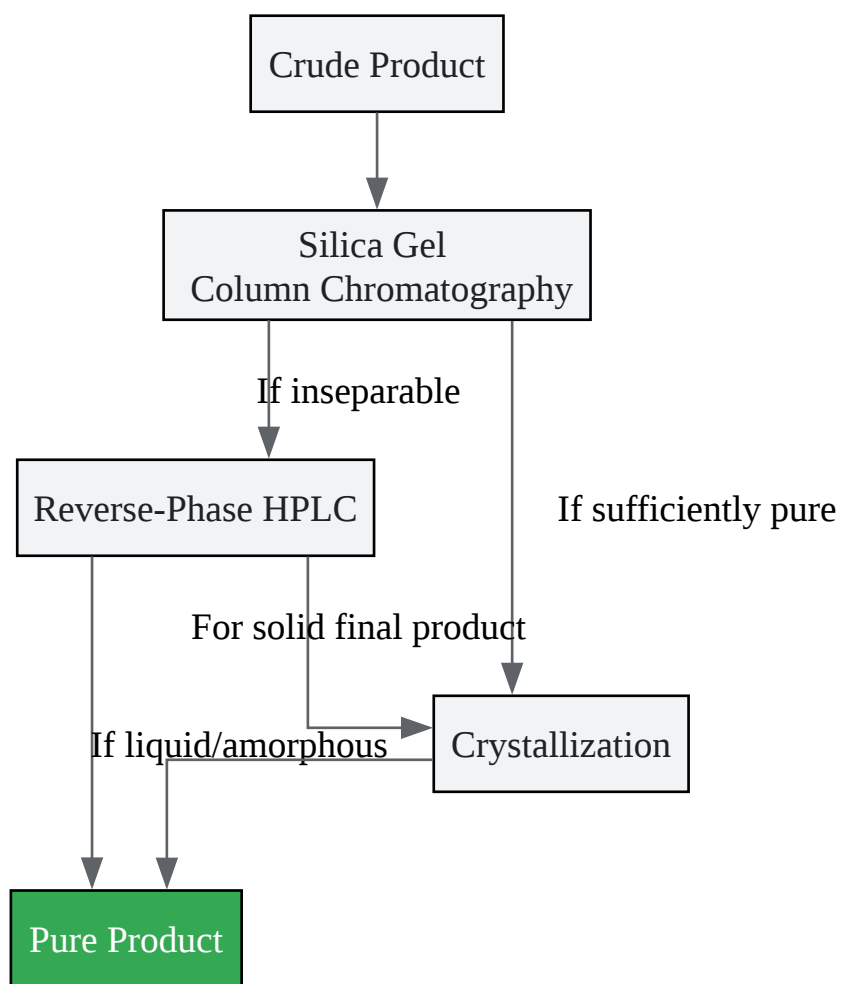 Crude Product
Silica Gel
Column Chromatography
If inseparable
Reverse-Phase HPLC
If sufficiently pure
For solid final product
If liquid/amorphous
Crystallization
Pure Product